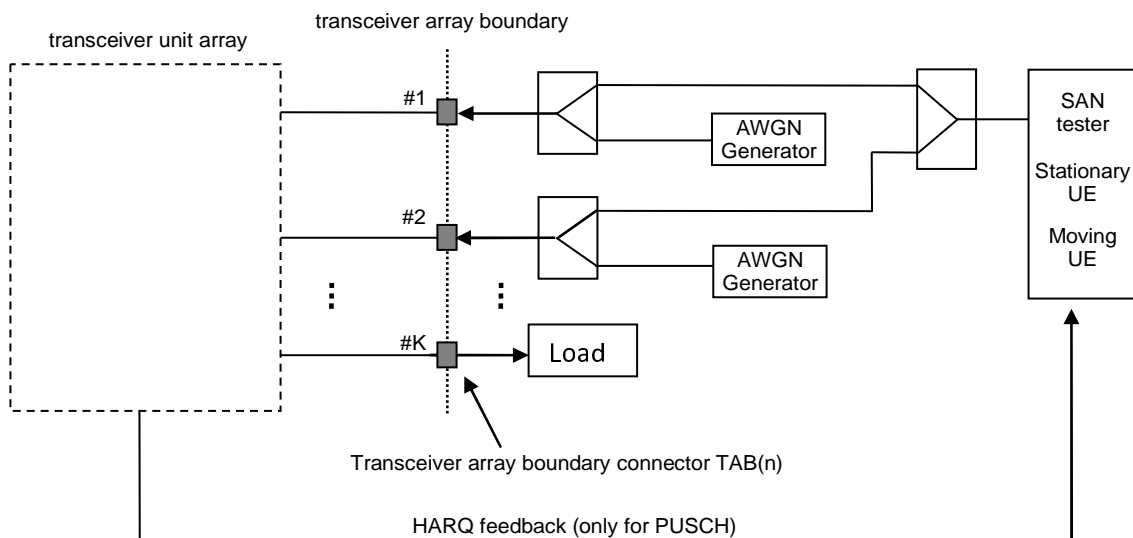 transceiver array boundary
transceiver unit array
#1
AWGN
Generator
SAN
tester
Stationary
UE
Moving
UE
#2
AWGN
Generator
#K
Load
Transceiver array boundary connector TAB(n)
HARQ feedback (only for PUSCH)